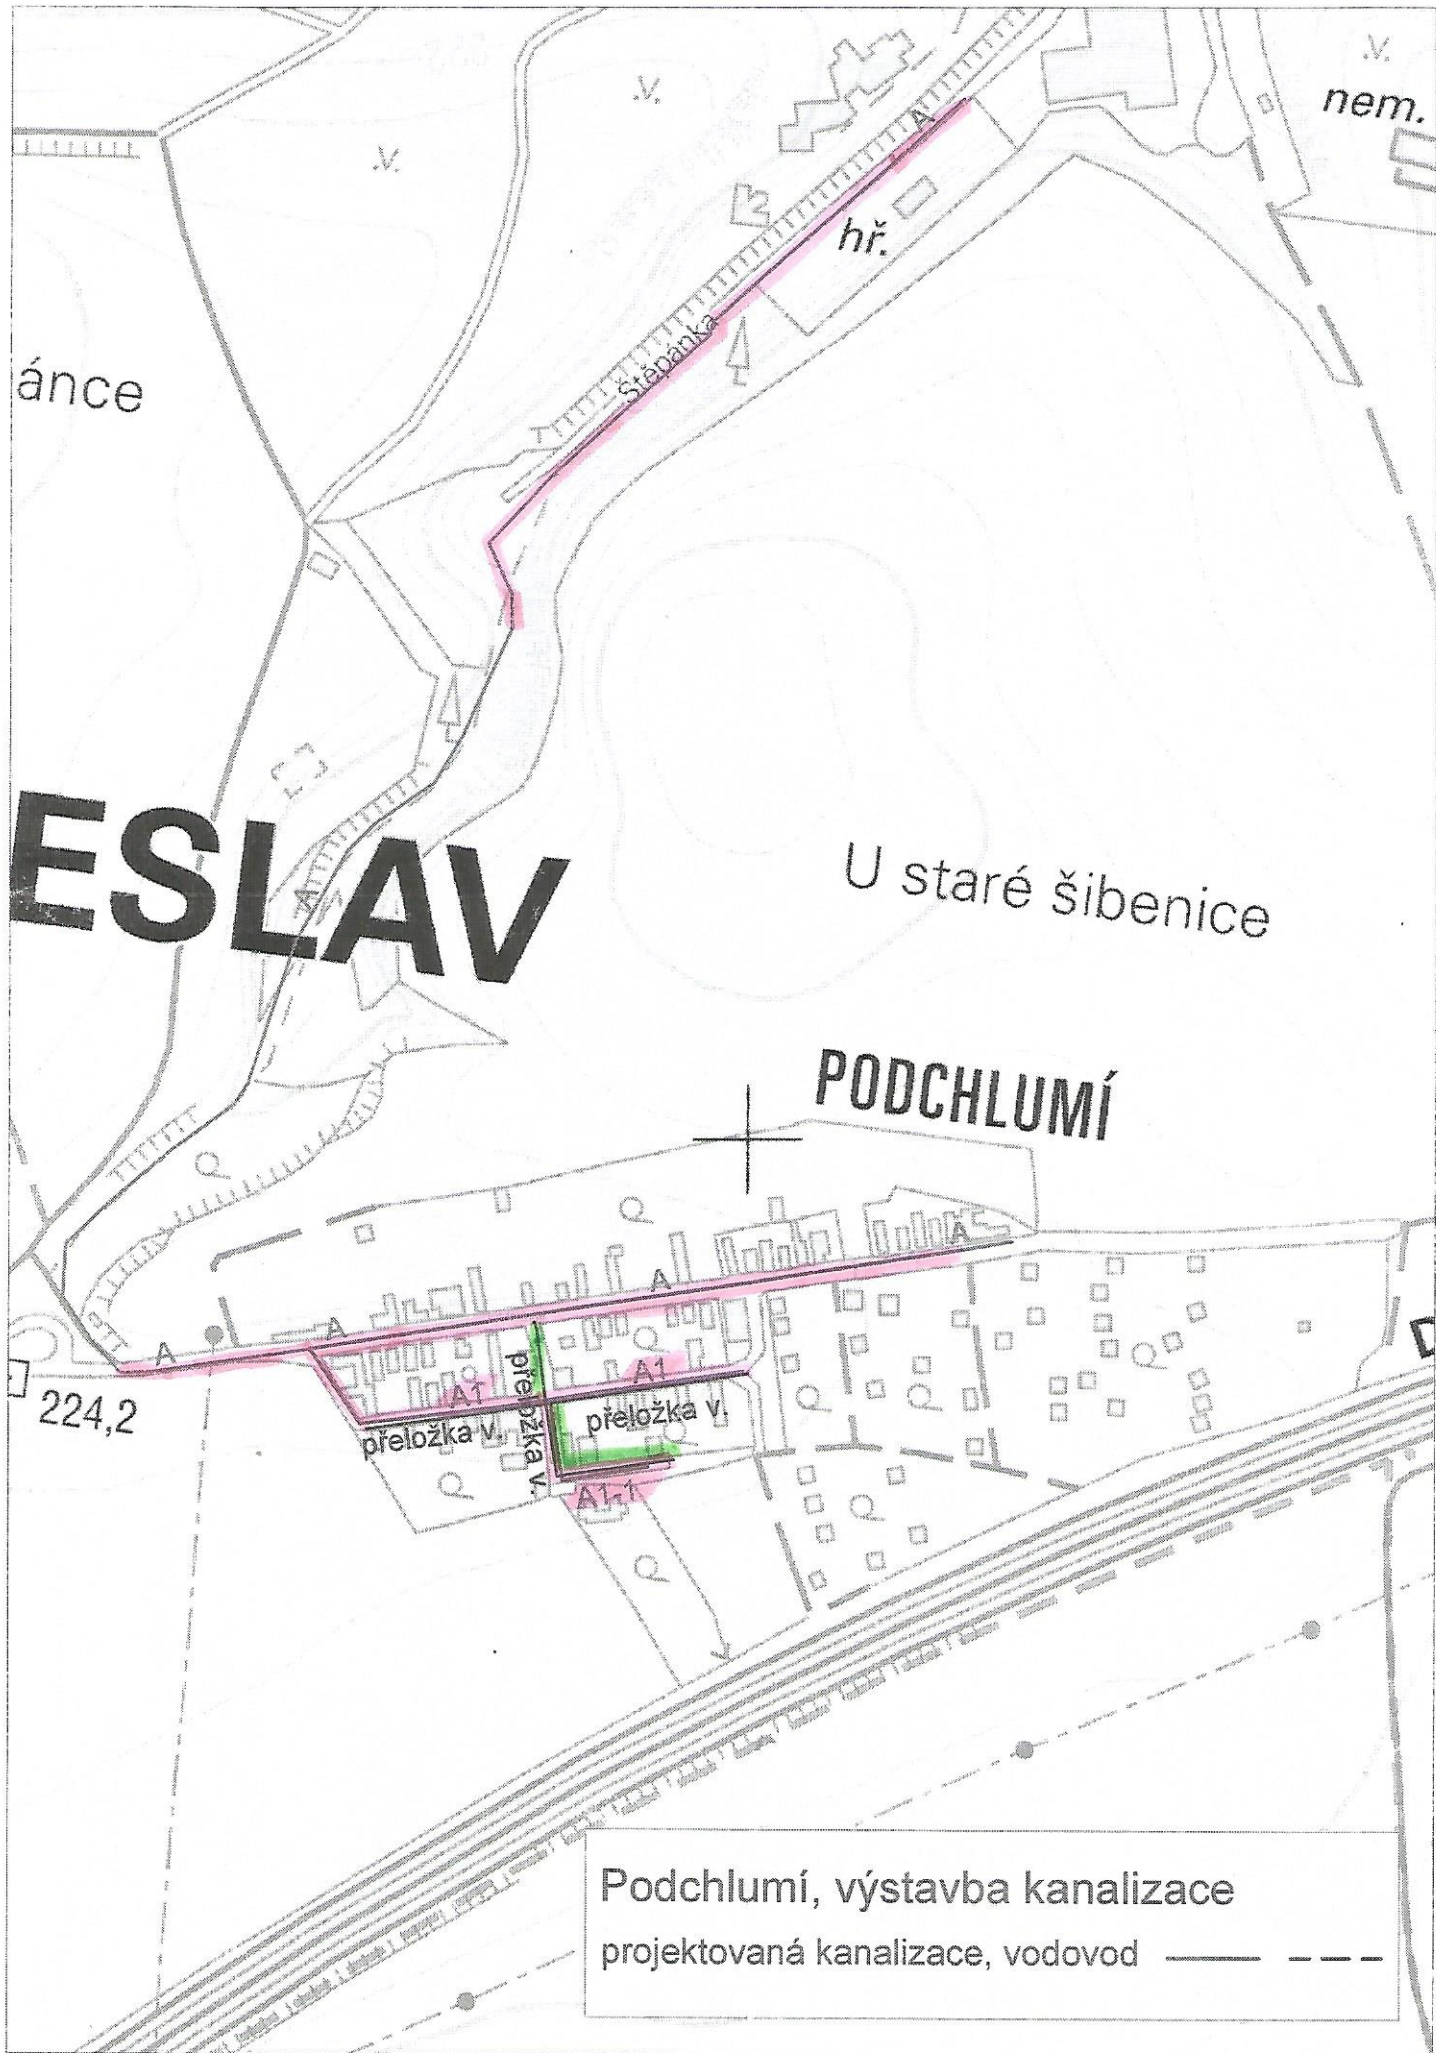 nem.
A
hř.
Štěpánka
ánce
ESLAV
A
U staré šibenice
PODCHLUMÍ
A
A
A
A
224,2
A1
A1
přeložka v.
přeložka v.
přeložka v.
A1-1
Podchlumí, výstavba kanalizace
projektovaná kanalizace, vodovod